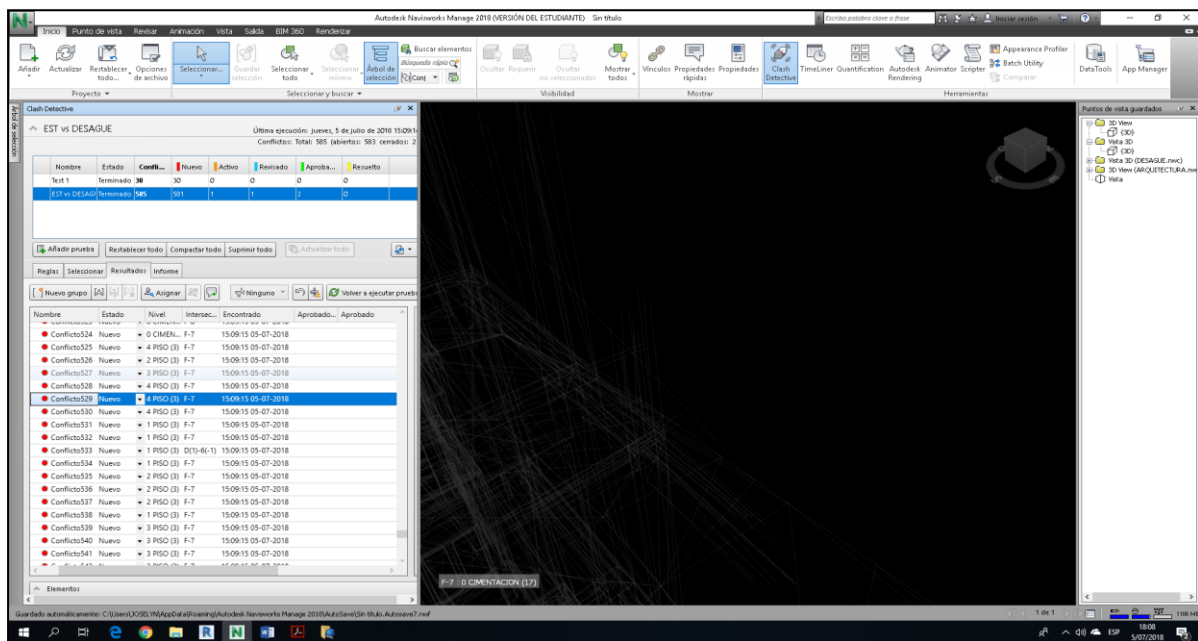 Autodesk Navisworks Manage 2018 (VERSIÓN DEL ESTUDIANTE) Sin título
Escriba palabra clave o frase
Iniciar sesión
Inicio Punto de vista Revisar Animación Vista Salida BIM 360 Renderizar
Añadir Actualizar Restablecer todo... Opciones de archivo
Seleccionar... Guardar selección Seleccionar todo Seleccionar mismo Árbol de selección
Buscar elementos
Búsqueda rápida
Conj
Ocultar Requerir Ocultar no seleccionados Mostrar todos
Vínculos Propiedades rápidas Propiedades
Clash Detective TimeLiner Quantification Autodesk Rendering Animator Scripter
Appearance Profiler
Batch Utility
Comparar
DataTools App Manager
Proyecto Seleccionar y buscar Visibilidad Mostrar Herramientas
Árbol de selección
Clash Detective
EST vs DESAGUE
Última ejecución: jueves, 5 de julio de 2018 15:09:14
Conflictos: Total: 585 (abiertos: 583 cerrados: 2
Nombre Estado Confli... Nuevo Activo Revisado Aproba... Resuelto
Test 1 Terminado 30 30 0 0 0 0
EST vs DESAG Terminado 585 581 1 1 2 0
Añadir prueba Restablecer todo Compactar todo Suprimir todo Actualizar todo
Reglas Seleccionar Resultados Informe
Nuevo grupo Asignar Ninguno Volver a ejecutar prueb
Nombre Estado Nivel Intersec... Encontrado Aprobado... Aprobado
Conflicto524 Nuevo 0 CIMEN... F-7 15:09:15 05-07-2018
Conflicto525 Nuevo 4 PISO (3) F-7 15:09:15 05-07-2018
Conflicto526 Nuevo 2 PISO (3) F-7 15:09:15 05-07-2018
Conflicto527 Nuevo 3 PISO (3) F-7 15:09:15 05-07-2018
Conflicto528 Nuevo 4 PISO (3) F-7 15:09:15 05-07-2018
Conflicto529 Nuevo 4 PISO (3) F-7 15:09:15 05-07-2018
Conflicto530 Nuevo 4 PISO (3) F-7 15:09:15 05-07-2018
Conflicto531 Nuevo 1 PISO (3) F-7 15:09:15 05-07-2018
Conflicto532 Nuevo 1 PISO (3) F-7 15:09:15 05-07-2018
Conflicto533 Nuevo 1 PISO (3) D(1)-6(-1) 15:09:15 05-07-2018
Conflicto534 Nuevo 1 PISO (3) F-7 15:09:15 05-07-2018
Conflicto535 Nuevo 2 PISO (3) F-7 15:09:15 05-07-2018
Conflicto536 Nuevo 2 PISO (3) F-7 15:09:15 05-07-2018
Conflicto537 Nuevo 2 PISO (3) F-7 15:09:15 05-07-2018
Conflicto538 Nuevo 1 PISO (3) F-7 15:09:15 05-07-2018
Conflicto539 Nuevo 3 PISO (3) F-7 15:09:15 05-07-2018
Conflicto540 Nuevo 3 PISO (3) F-7 15:09:15 05-07-2018
Conflicto541 Nuevo 3 PISO (3) F-7 15:09:15 05-07-2018
Elementos
F-7 : 0 CIMENTACION (17)
Puntos de vista guardados
3D View
{3D}
Vista 3D
{3D}
Vista 3D (DESAGUE.nwc)
3D View (ARQUITECTURA.nw
Vista
Guardado automáticamente: C:\Users\JOSELYN\AppData\Roaming\Autodesk Navisworks Manage 2018\AutoSave\Sin título.Autosave7.nwf
1 de 1
ESP
18:08
5/07/2018